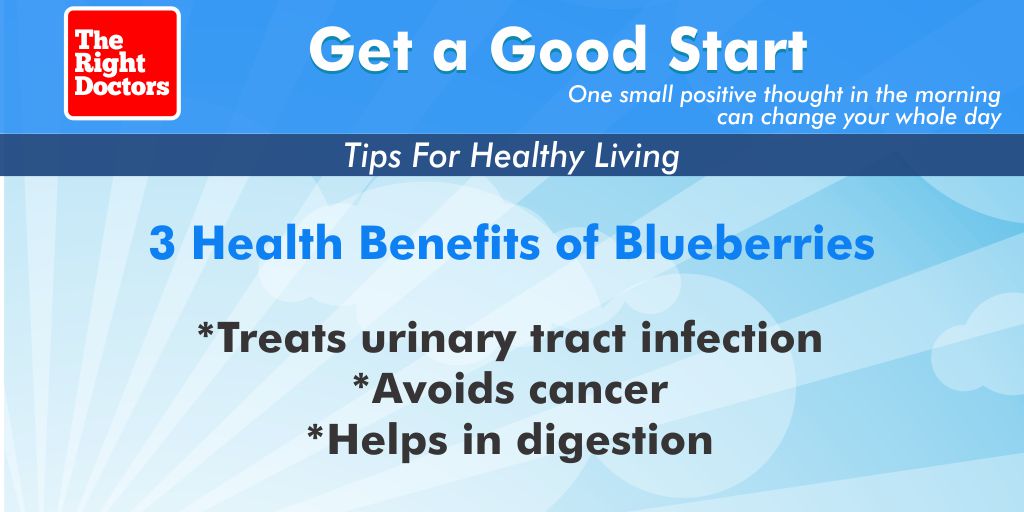 The
Right
Doctors
Get a Good Start
One small positive thought in the morning
can change your whole day
Tips For Healthy Living
3 Health Benefits of Blueberries
*Treats urinary tract infection
*Avoids cancer
*Helps in digestion